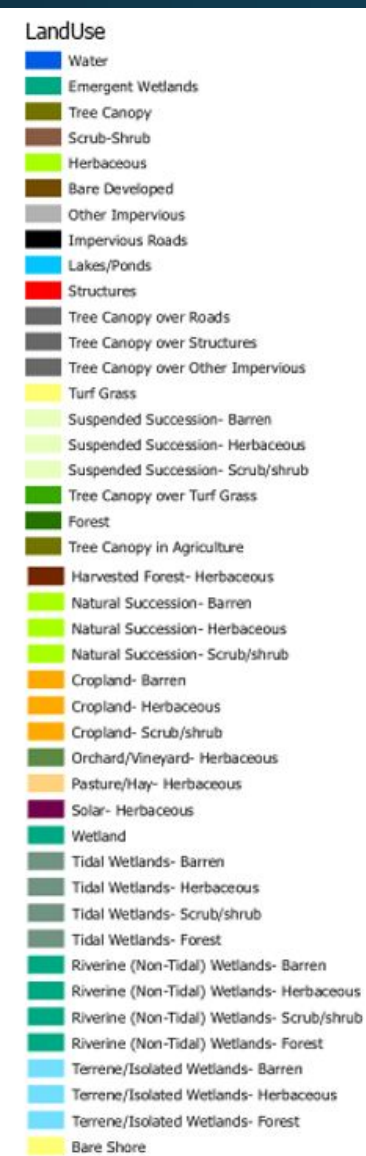 LandUse
Water
Emergent Wetlands
Tree Canopy
Scrub-Shrub
Herbaceous
Bare Developed
Other Impervious
Impervious Roads
Lakes/Ponds
Structures
Tree Canopy over Roads
Tree Canopy over Structures
Tree Canopy over Other Impervious
Turf Grass
Suspended Succession- Barren
Suspended Succession- Herbaceous
Suspended Succession- Scrub/shrub
Tree Canopy over Turf Grass
Forest
Tree Canopy in Agriculture
Harvested Forest- Herbaceous
Natural Succession- Barren
Natural Succession- Herbaceous
Natural Succession- Scrub/shrub
Cropland- Barren
Cropland- Herbaceous
Cropland- Scrub/shrub
Orchard/Vineyard- Herbaceous
Pasture/Hay- Herbaceous
Solar- Herbaceous
Wetland
Tidal Wetlands- Barren
Tidal Wetlands- Herbaceous
Tidal Wetlands- Scrub/shrub
Tidal Wetlands- Forest
Riverine (Non-Tidal) Wetlands- Barren
Riverine (Non-Tidal) Wetlands- Herbaceous
Riverine (Non-Tidal) Wetlands- Scrub/shrub
Riverine (Non-Tidal) Wetlands- Forest
Terrene/Isolated Wetlands- Barren
Terrene/Isolated Wetlands- Herbaceous
Terrene/Isolated Wetlands- Forest
Bare Shore